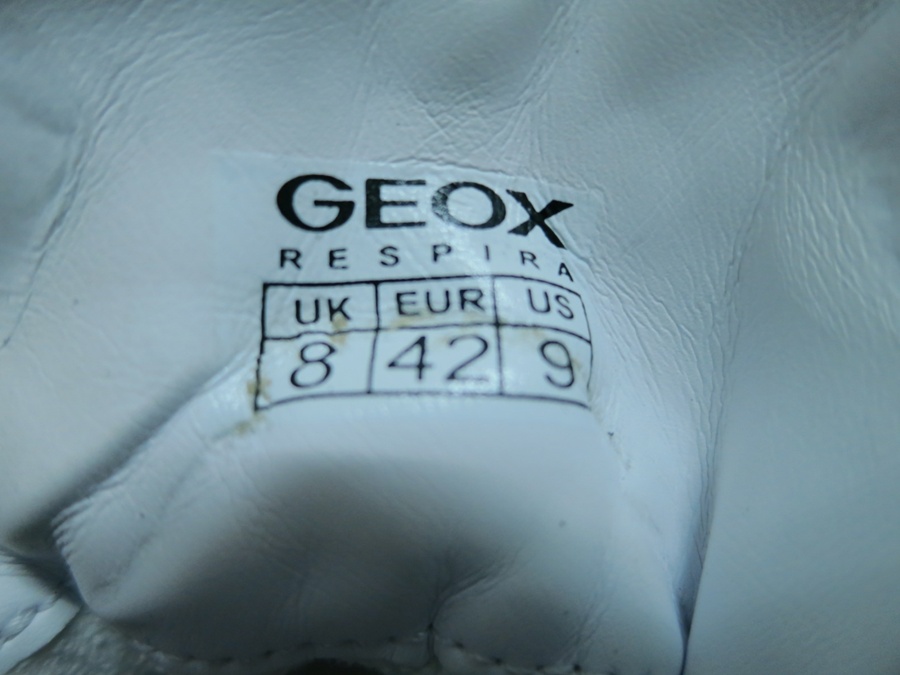 GEOX
RESPIRA
UK EUR US
8 42 9